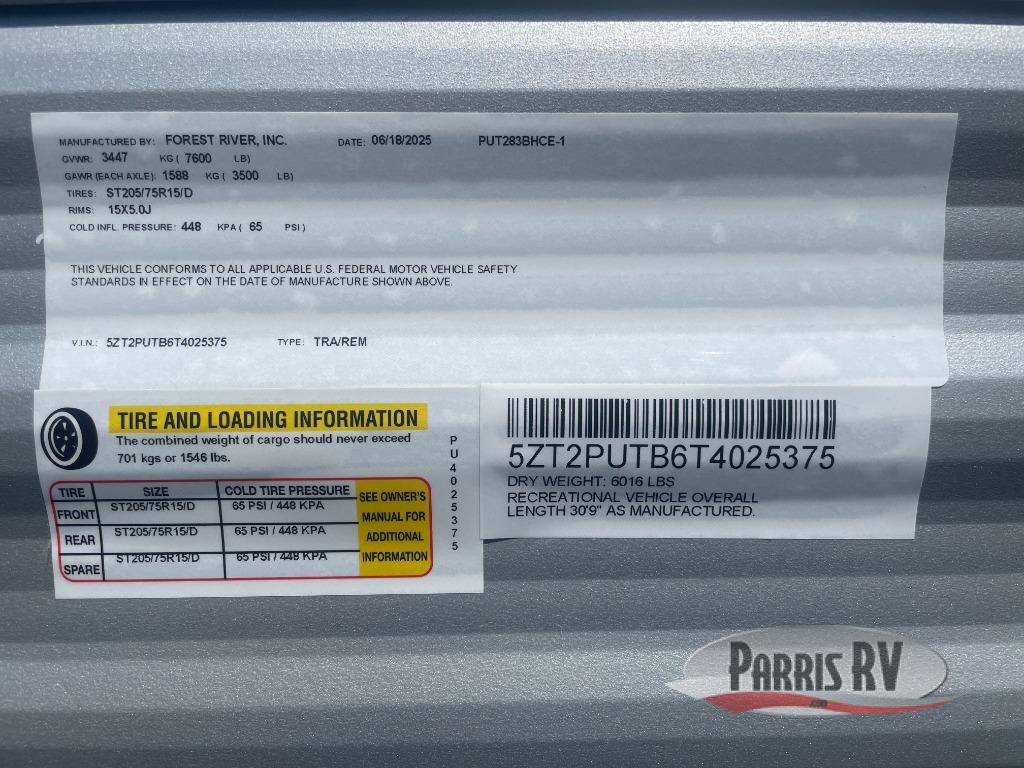 MANUFACTURED BY: FOREST RIVER, INC. DATE: 06/18/2025 PUT283BHCE-1
GVWR: 3447 KG ( 7600 LB)
GAWR (EACH AXLE): 1588 KG ( 3500 LB)
TIRES: ST205/75R15/D
RIMS: 15X5.0J
COLD INFL. PRESSURE: 448 KPA ( 65 PSI )
THIS VEHICLE CONFORMS TO ALL APPLICABLE U.S. FEDERAL MOTOR VEHICLE SAFETY
STANDARDS IN EFFECT ON THE DATE OF MANUFACTURE SHOWN ABOVE.
V.I.N.: 5ZT2PUTB6T4025375 TYPE: TRA/REM
TIRE AND LOADING INFORMATION
The combined weight of cargo should never exceed
701 kgs or 1546 lbs.
TIRE SIZE COLD TIRE PRESSURE
FRONT ST205/75R15/D 65 PSI / 448 KPA
REAR ST205/75R15/D 65 PSI / 448 KPA
SPARE ST205/75R15/D 65 PSI / 448 KPA
SEE OWNER'S
MANUAL FOR
ADDITIONAL
INFORMATION
PU4025375
5ZT2PUTB6T4025375
DRY WEIGHT: 6016 LBS
RECREATIONAL VEHICLE OVERALL
LENGTH 30'9" AS MANUFACTURED.
PARRIS RV
.com